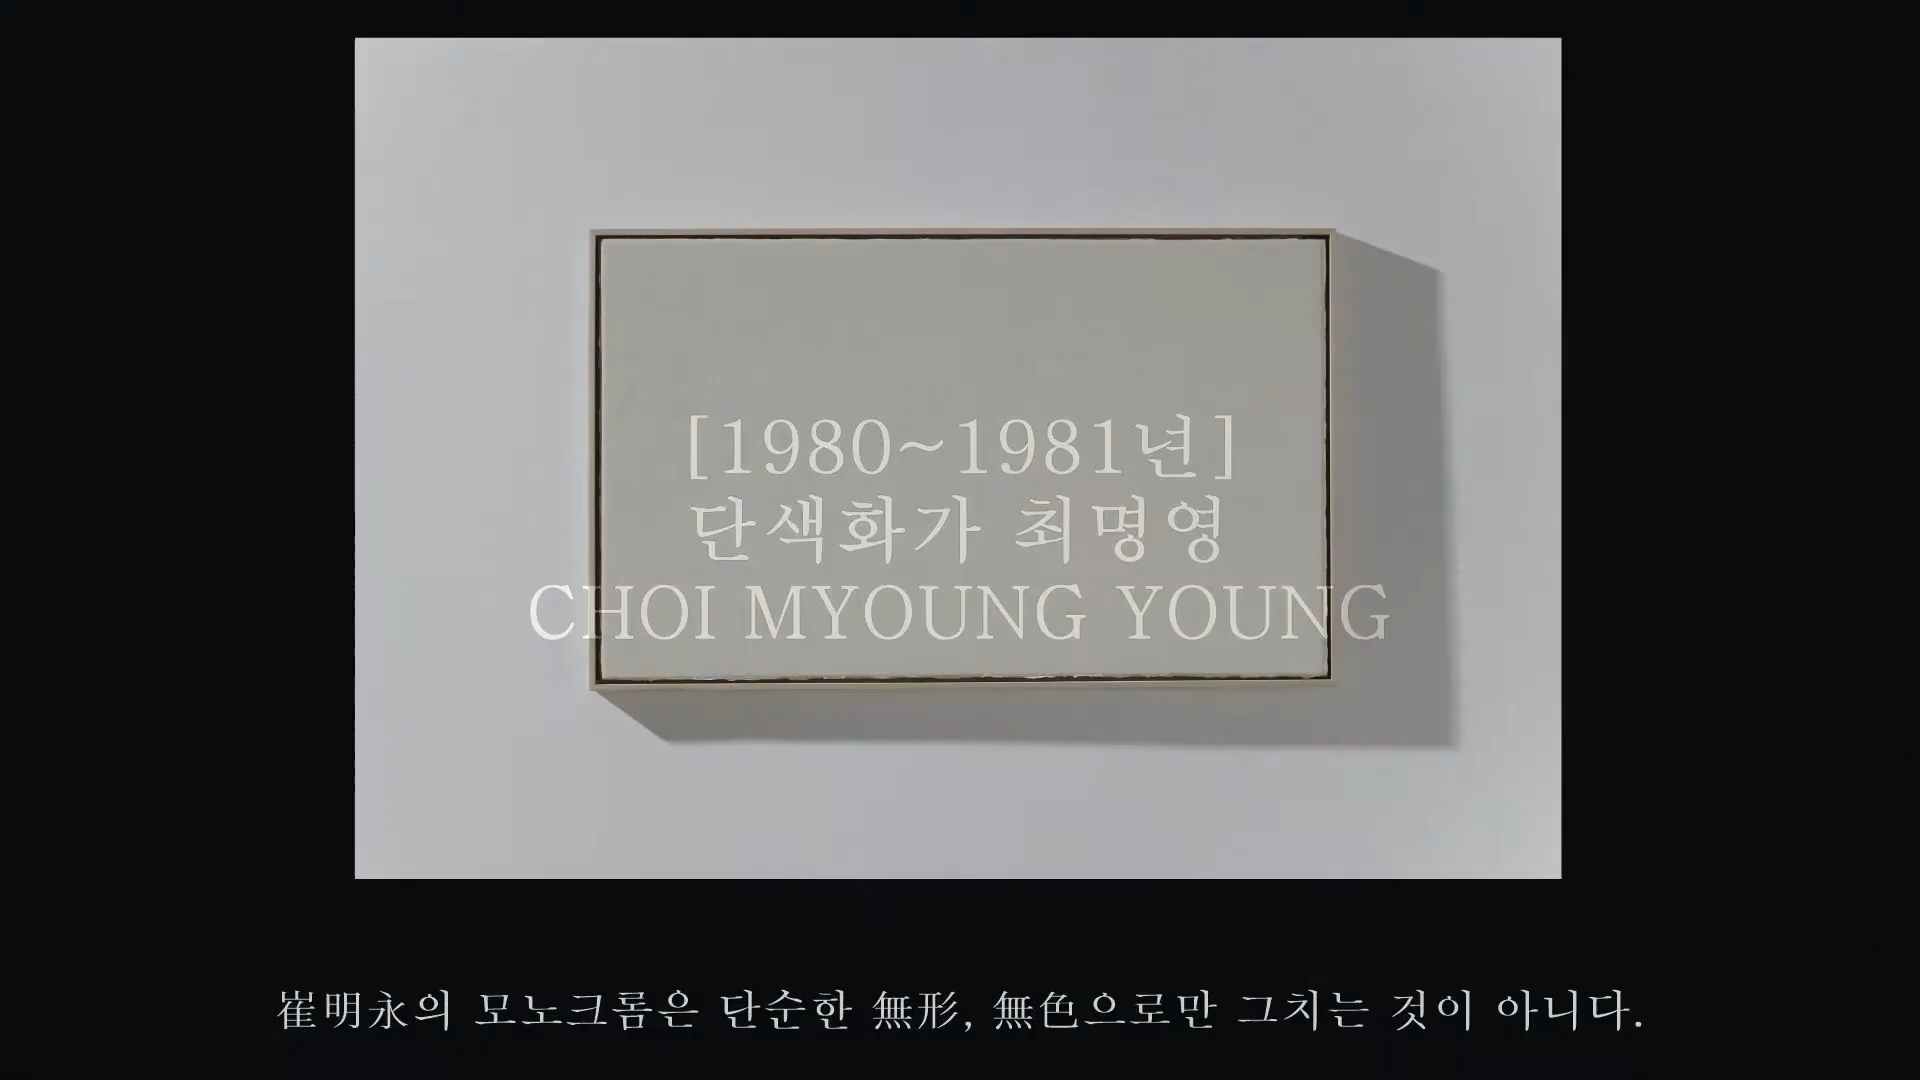 [1980~1981년]
단색화가 최명영
CHOI MYOUNG YOUNG
崔明永의 모노크롬은 단순한 無形, 無色으로만 그치는 것이 아니다.